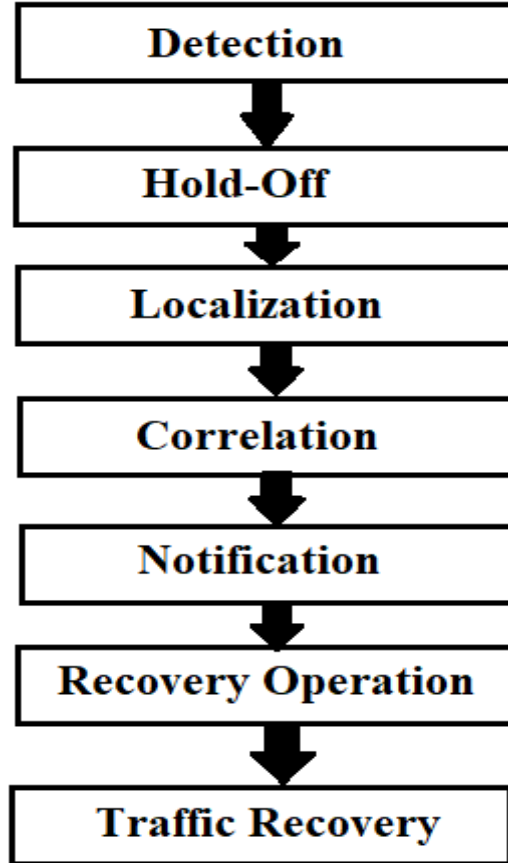 Detection
Hold-Off
Localization
Correlation
Notification
Recovery Operation
Traffic Recovery